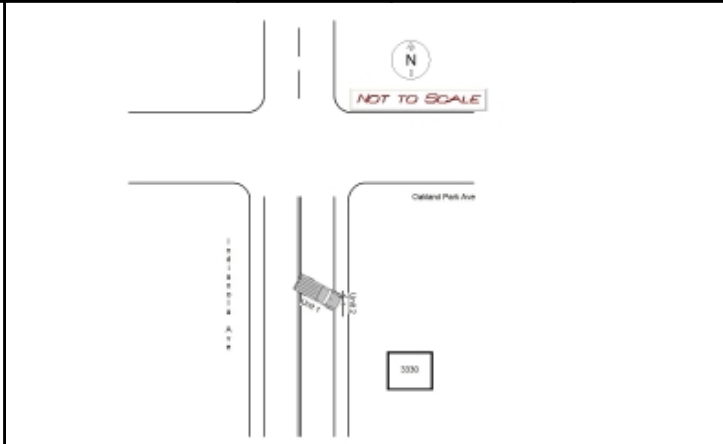 N
NOT TO SCALE
Oakland Park Ave
Indianola Ave
Unit 1
Unit 2
3330